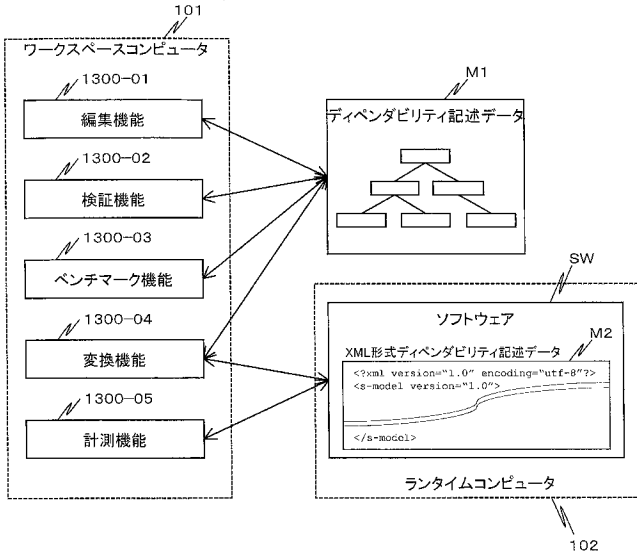 101
ワークスペースコンピュータ
1300-01
編集機能
1300-02
検証機能
1300-03
ベンチマーク機能
1300-04
変換機能
1300-05
計測機能
M1
ディペンダビリティ記述データ
SW
ソフトウェア
M2
XML形式ディペンダビリティ記述データ
<?xml version="1.0" encoding="utf-8"?>
<s-model version="1.0">
</s-model>
ランタイムコンピュータ
102